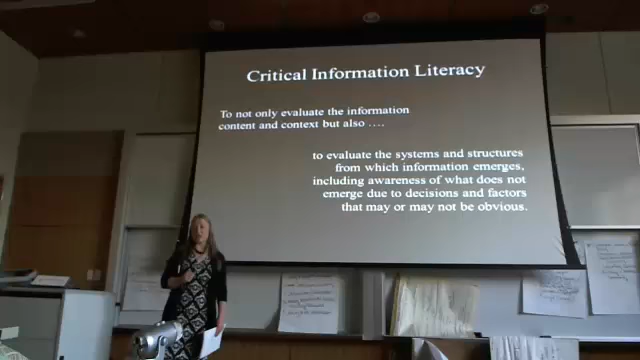 Critical Information Literacy
To not only evaluate the information
content and context but also ....
to evaluate the systems and structures
from which information emerges,
including awareness of what does not
emerge due to decisions and factors
that may or may not be obvious.